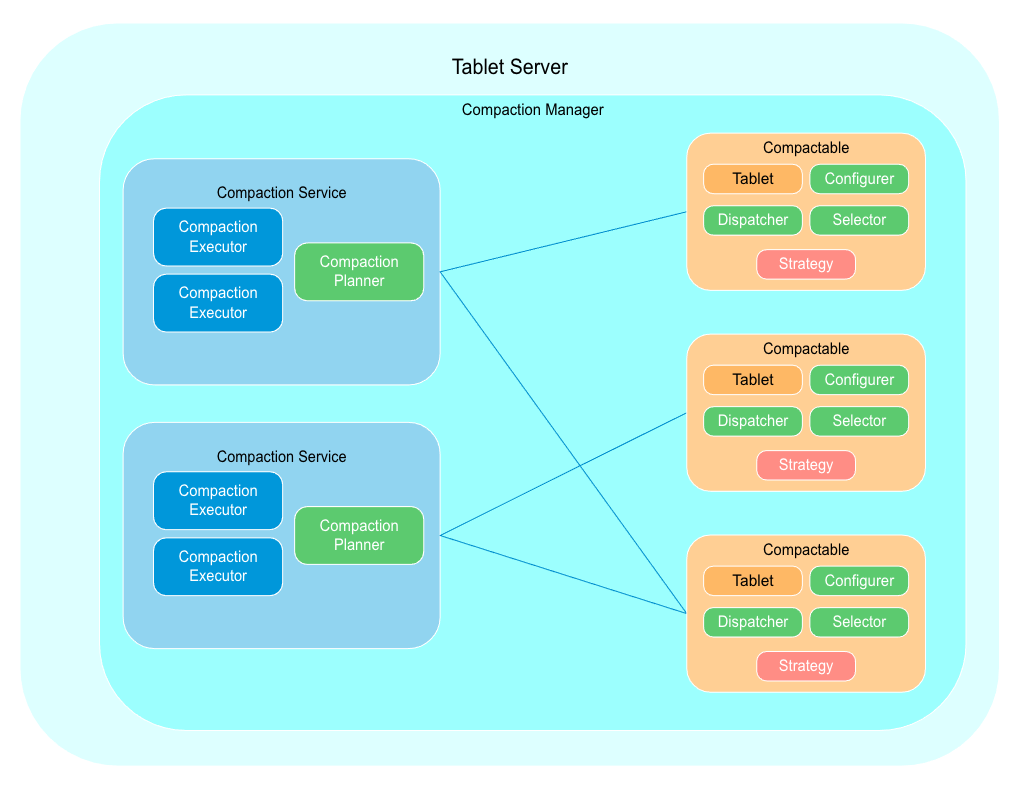 Tablet Server
Compaction Manager
Compaction Service
Compaction
Executor
Compaction
Executor
Compaction
Planner
Compaction Service
Compaction
Executor
Compaction
Executor
Compaction
Planner
Compactable
Tablet
Configurer
Dispatcher
Selector
Strategy
Compactable
Tablet
Configurer
Dispatcher
Selector
Strategy
Compactable
Tablet
Configurer
Dispatcher
Selector
Strategy